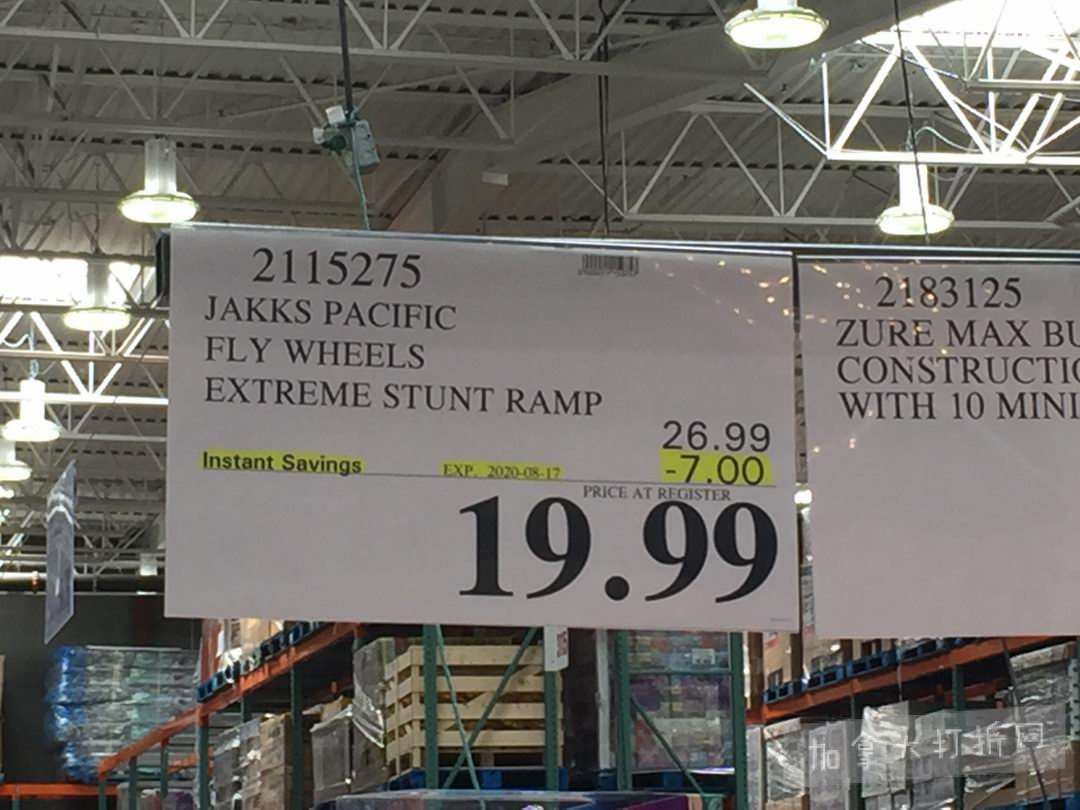 2115275
JAKKS PACIFIC
FLY WHEELS
EXTREME STUNT RAMP
26.99
Instant Savings EXP. 2020-08-17 -7.00
PRICE AT REGISTER
19.99
2183125
ZURE MAX BU
CONSTRUCTIO
WITH 10 MINI
加拿大打折网